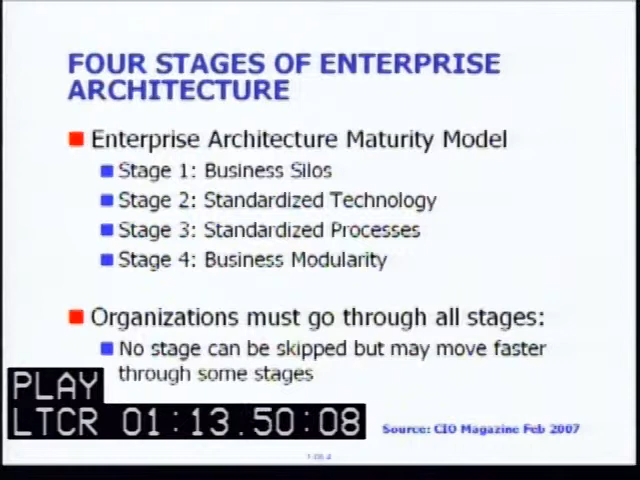 FOUR STAGES OF ENTERPRISE
ARCHITECTURE
Enterprise Architecture Maturity Model
Stage 1: Business Silos
Stage 2: Standardized Technology
Stage 3: Standardized Processes
Stage 4: Business Modularity
Organizations must go through all stages:
No stage can be skipped but may move faster
through some stages
PLAY
LTCR 01:13.50:08
Source: CIO Magazine Feb 2007